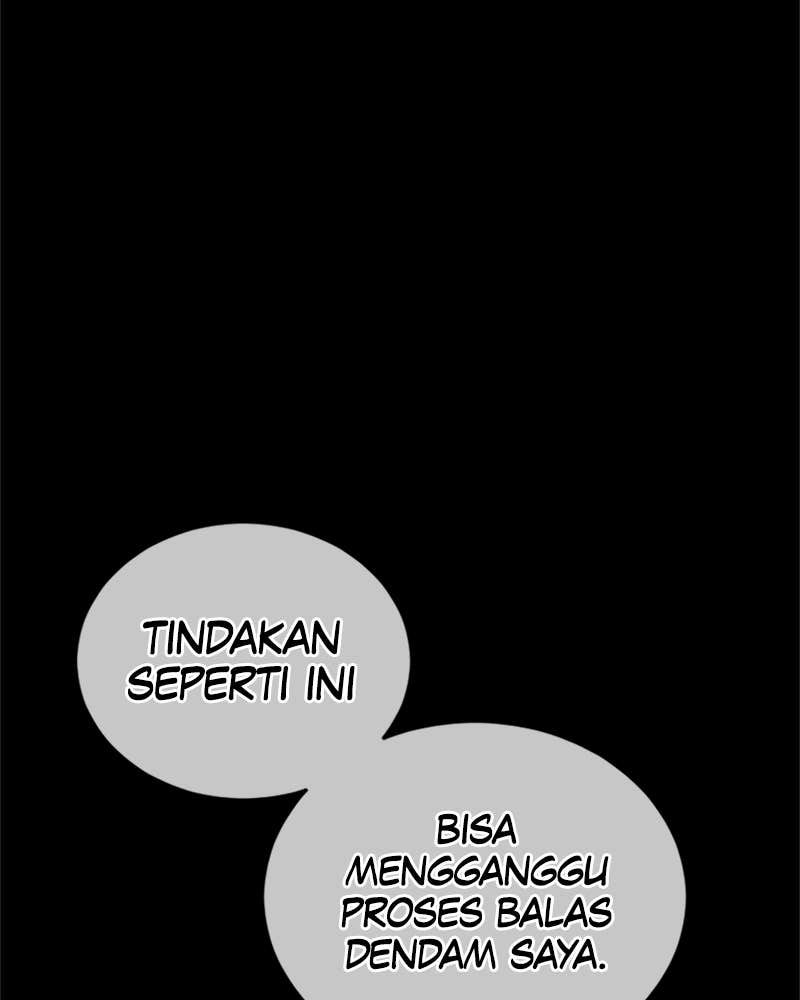 TINDAKAN
SEPERTI INI
BISA
MENGGANGGU
PROSES BALAS
DENDAM SAYA.